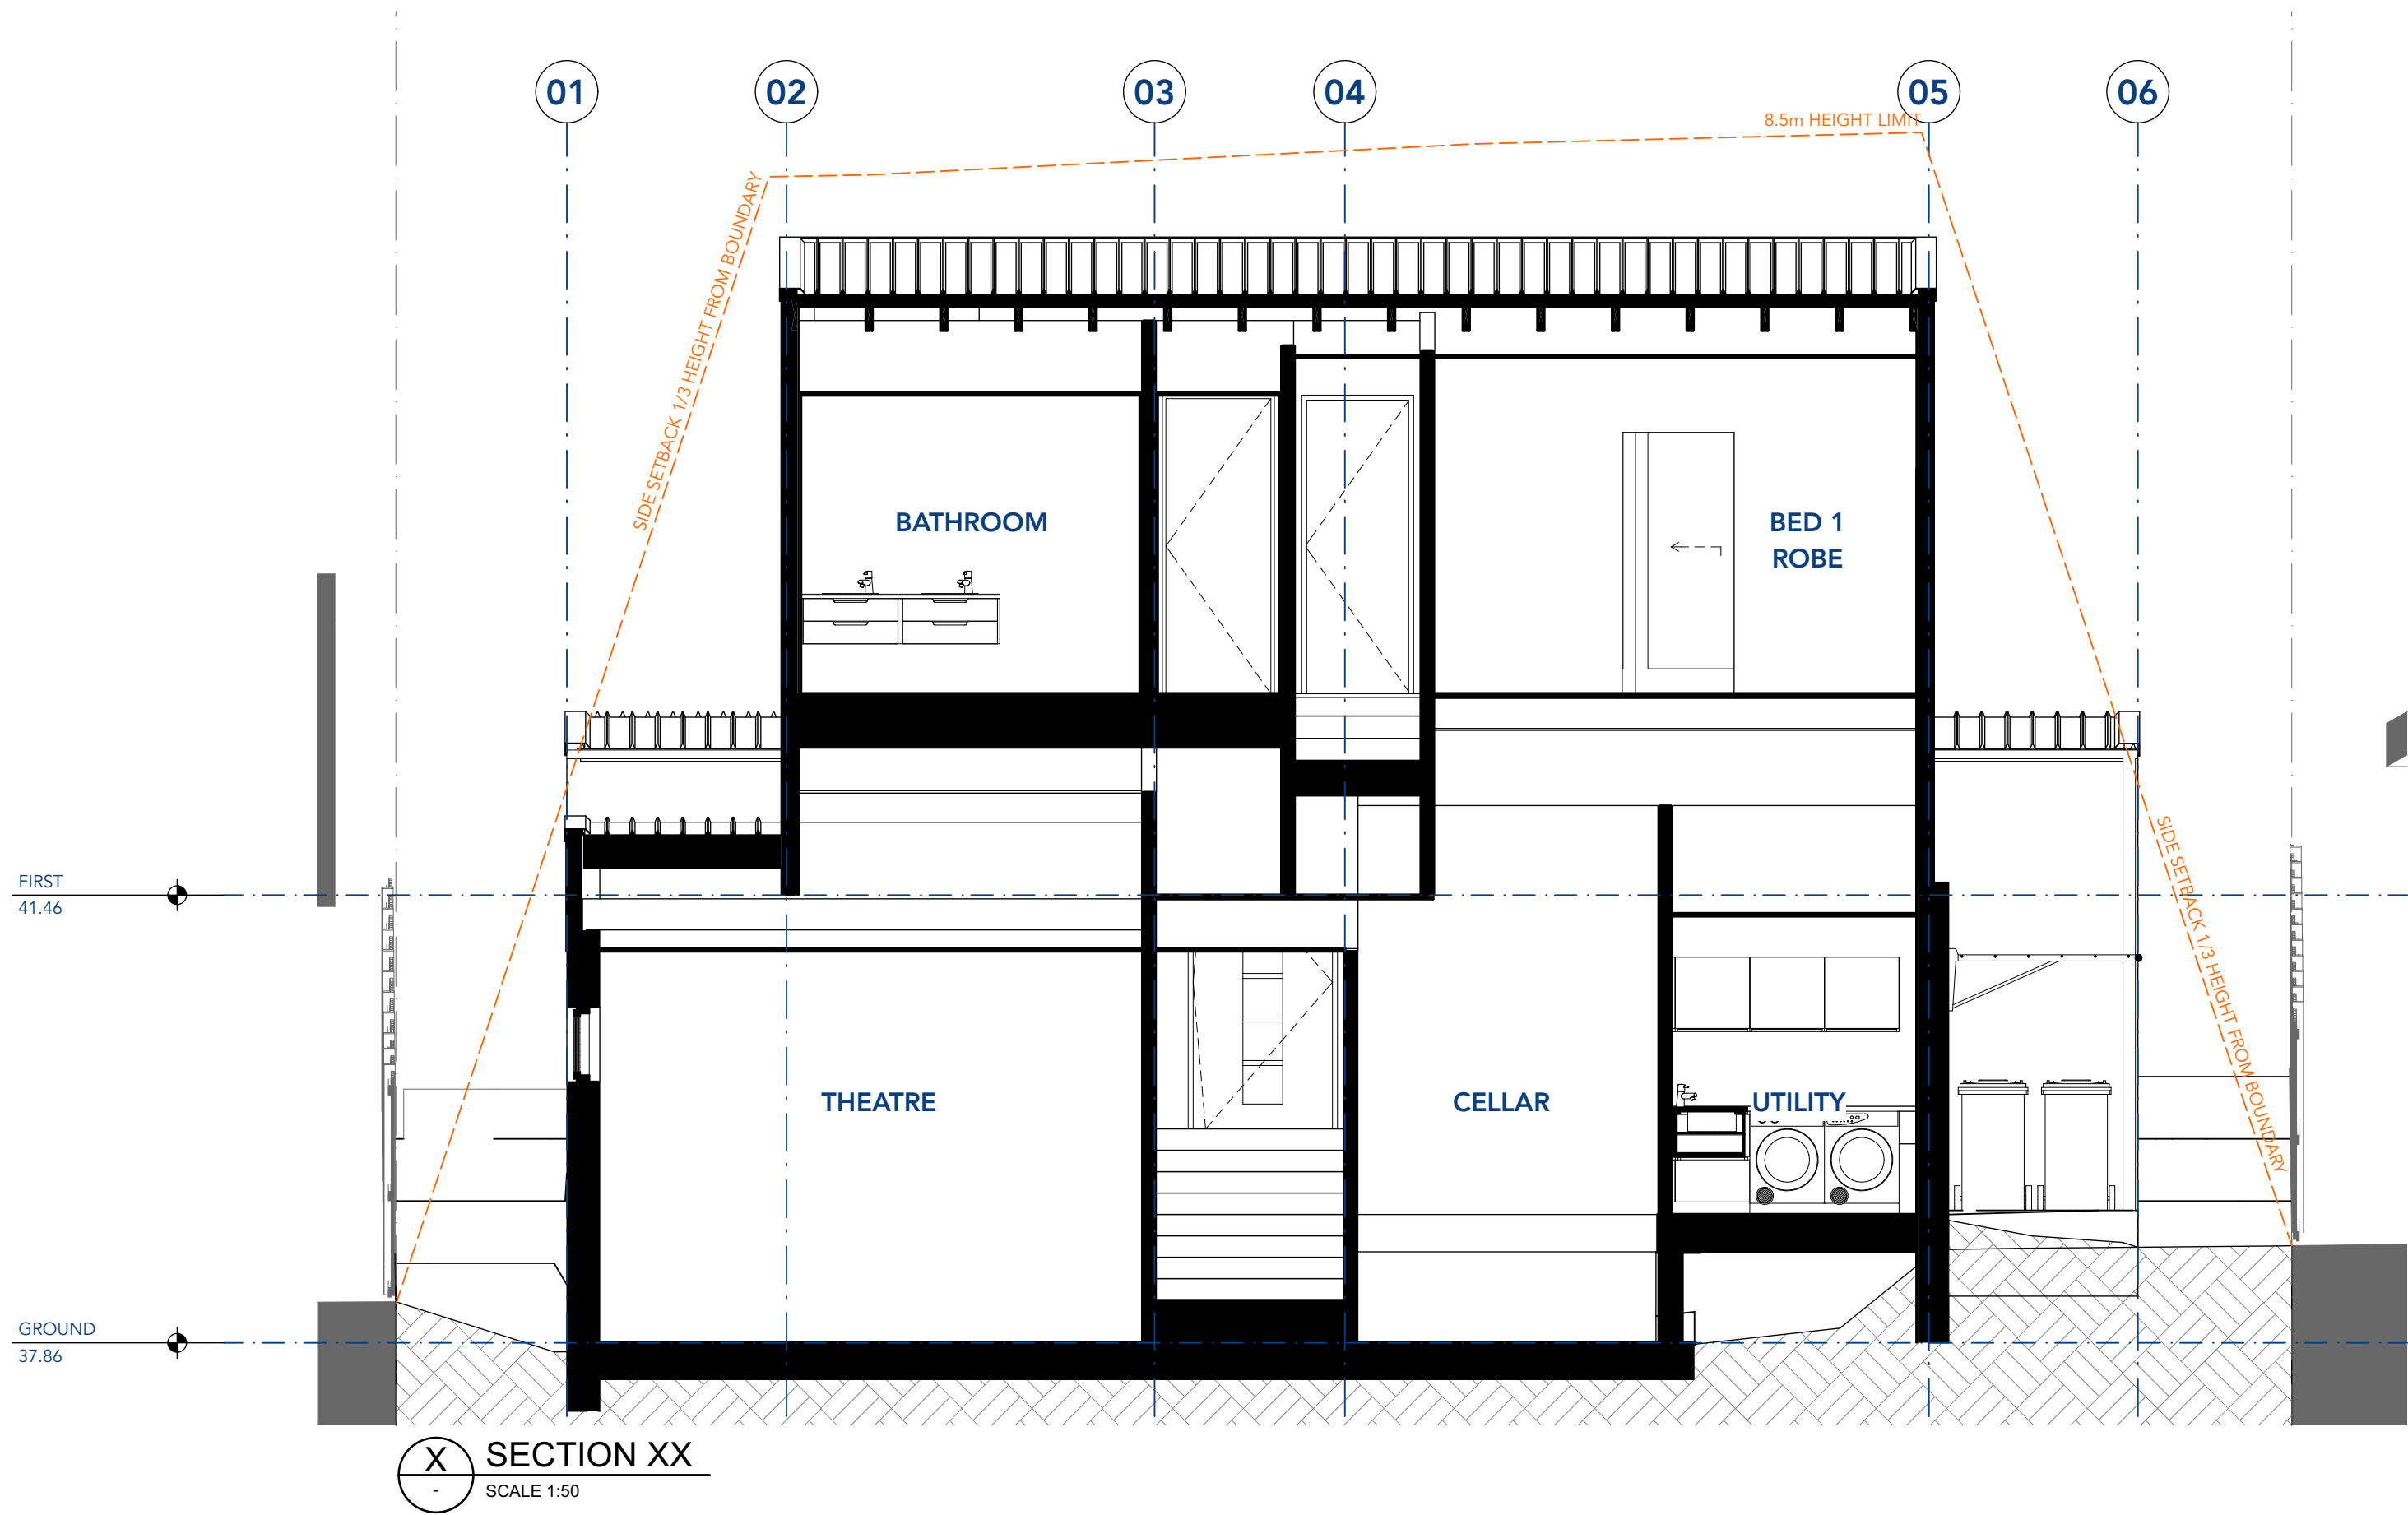 01
02
03
04
05
06
8.5m HEIGHT LIMIT
SIDE SETBACK 1/3 HEIGHT FROM BOUNDARY
BATHROOM
BED 1
ROBE
FIRST
41.46
SIDE SETBACK 1/3 HEIGHT FROM BOUNDARY
THEATRE
CELLAR
UTILITY
GROUND
37.86
X
-
SECTION XX
SCALE 1:50